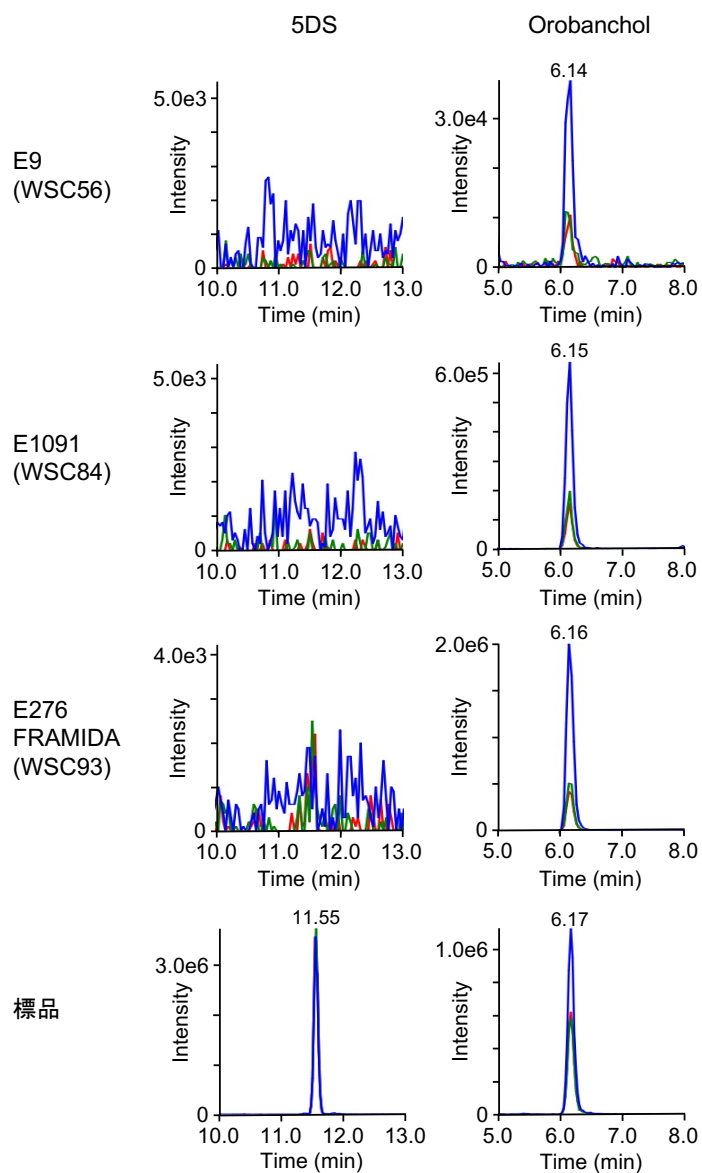 5DS Orobanchol
E9
(WSC56)
5.0e3
0
Intensity
10.0 11.0 12.0 13.0
Time (min)
6.14
3.0e4
0
Intensity
5.0 6.0 7.0 8.0
Time (min)
E1091
(WSC84)
5.0e3
0
Intensity
10.0 11.0 12.0 13.0
Time (min)
6.15
6.0e5
0
Intensity
5.0 6.0 7.0 8.0
Time (min)
E276
FRAMIDA
(WSC93)
4.0e3
0
Intensity
10.0 11.0 12.0 13.0
Time (min)
6.16
2.0e6
0
Intensity
5.0 6.0 7.0 8.0
Time (min)
標品
11.55
3.0e6
0
Intensity
10.0 11.0 12.0 13.0
Time (min)
6.17
1.0e6
0
Intensity
5.0 6.0 7.0 8.0
Time (min)